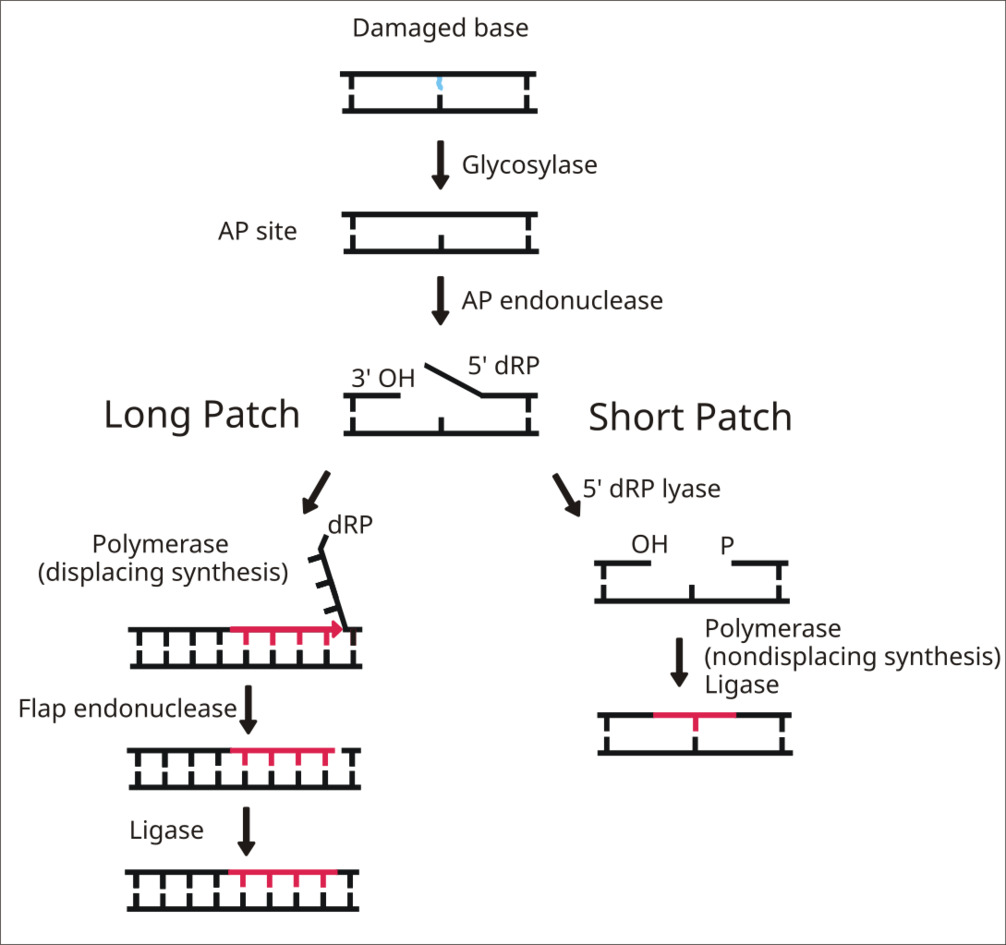 Damaged base
Glycosylase
AP site
AP endonuclease
3' OH
5' dRP
Long Patch
Short Patch
5' dRP lyase
dRP
Polymerase
(displacing synthesis)
OH
P
Polymerase
(nondisplacing synthesis)
Ligase
Flap endonuclease
Ligase